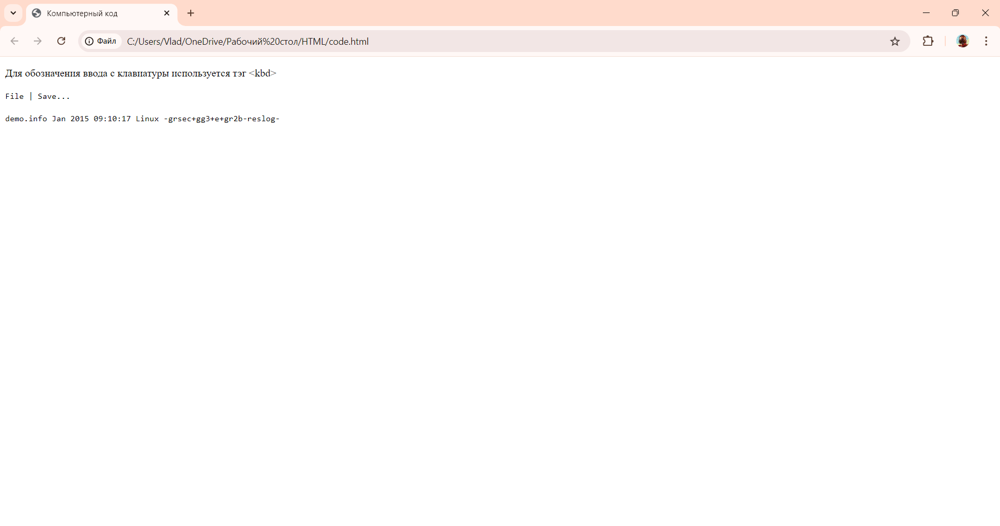 Компьютерный код
Файл C:/Users/Vlad/OneDrive/Рабочий%20стол/HTML/code.html
Для обозначения ввода с клавиатуры используется тэг <kbd>
File | Save...
demo.info Jan 2015 09:10:17 Linux -grsec+gg3+e+gr2b-reslog-